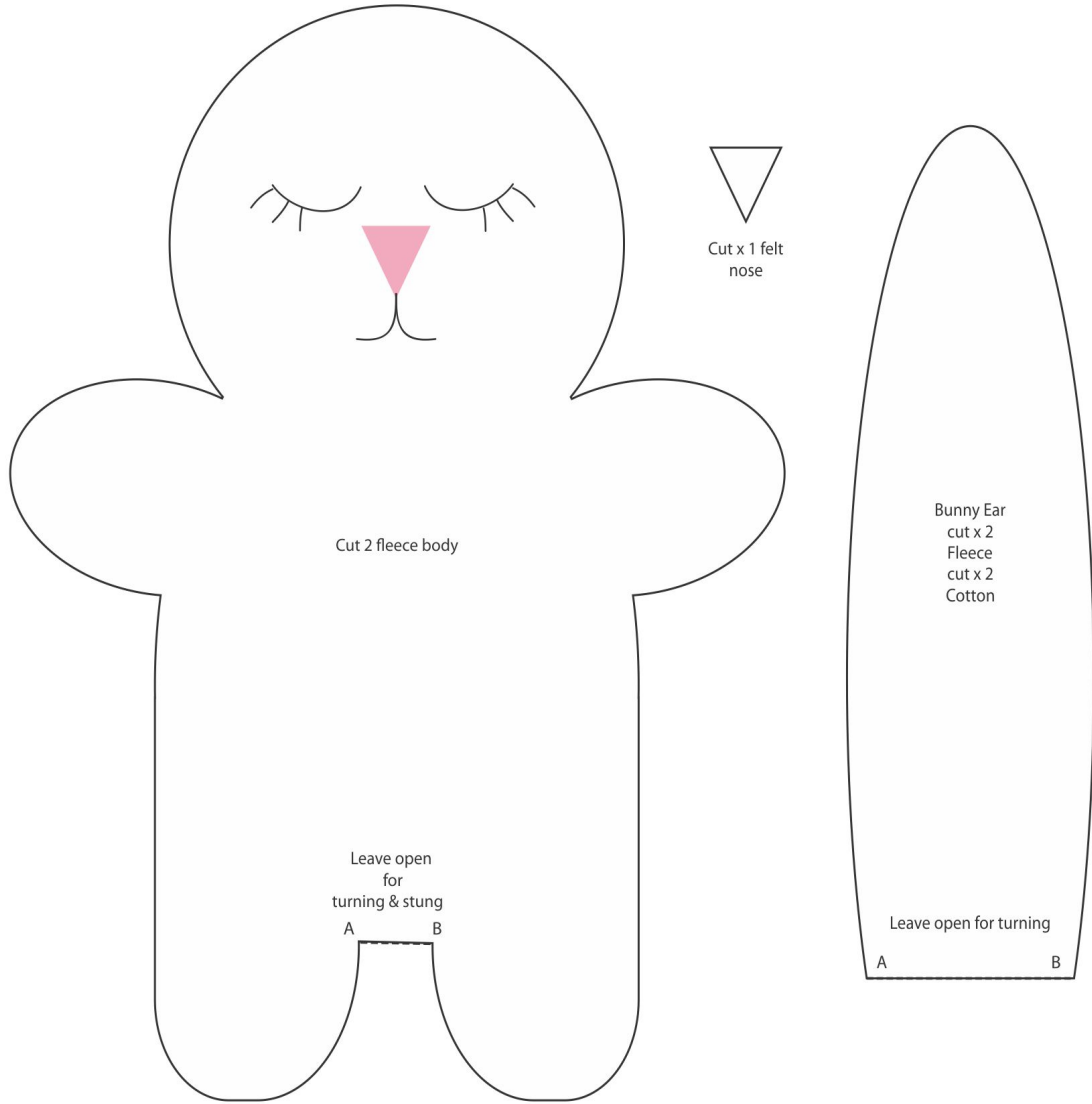 Cut x 1 felt
nose
Cut 2 fleece body
Leave open
for
turning & stung
A
B
Bunny Ear
cut x 2
Fleece
cut x 2
Cotton
Leave open for turning
A
B